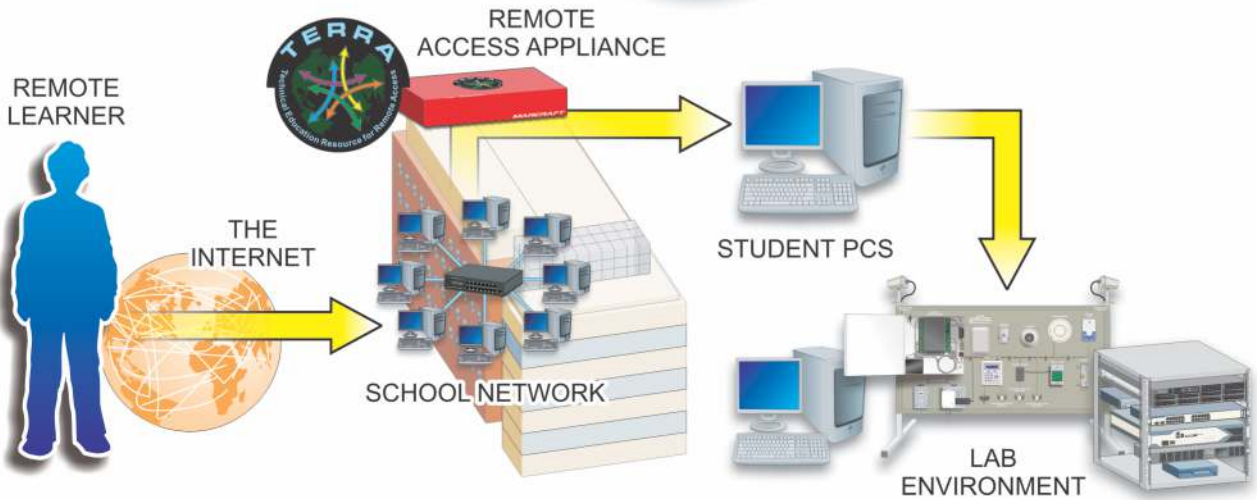 REMOTE
LEARNER
THE
INTERNET
TERRA
Technical Education Resource for Remote Access
REMOTE
ACCESS APPLIANCE
MARCRAFT
SCHOOL NETWORK
STUDENT PCS
LAB
ENVIRONMENT